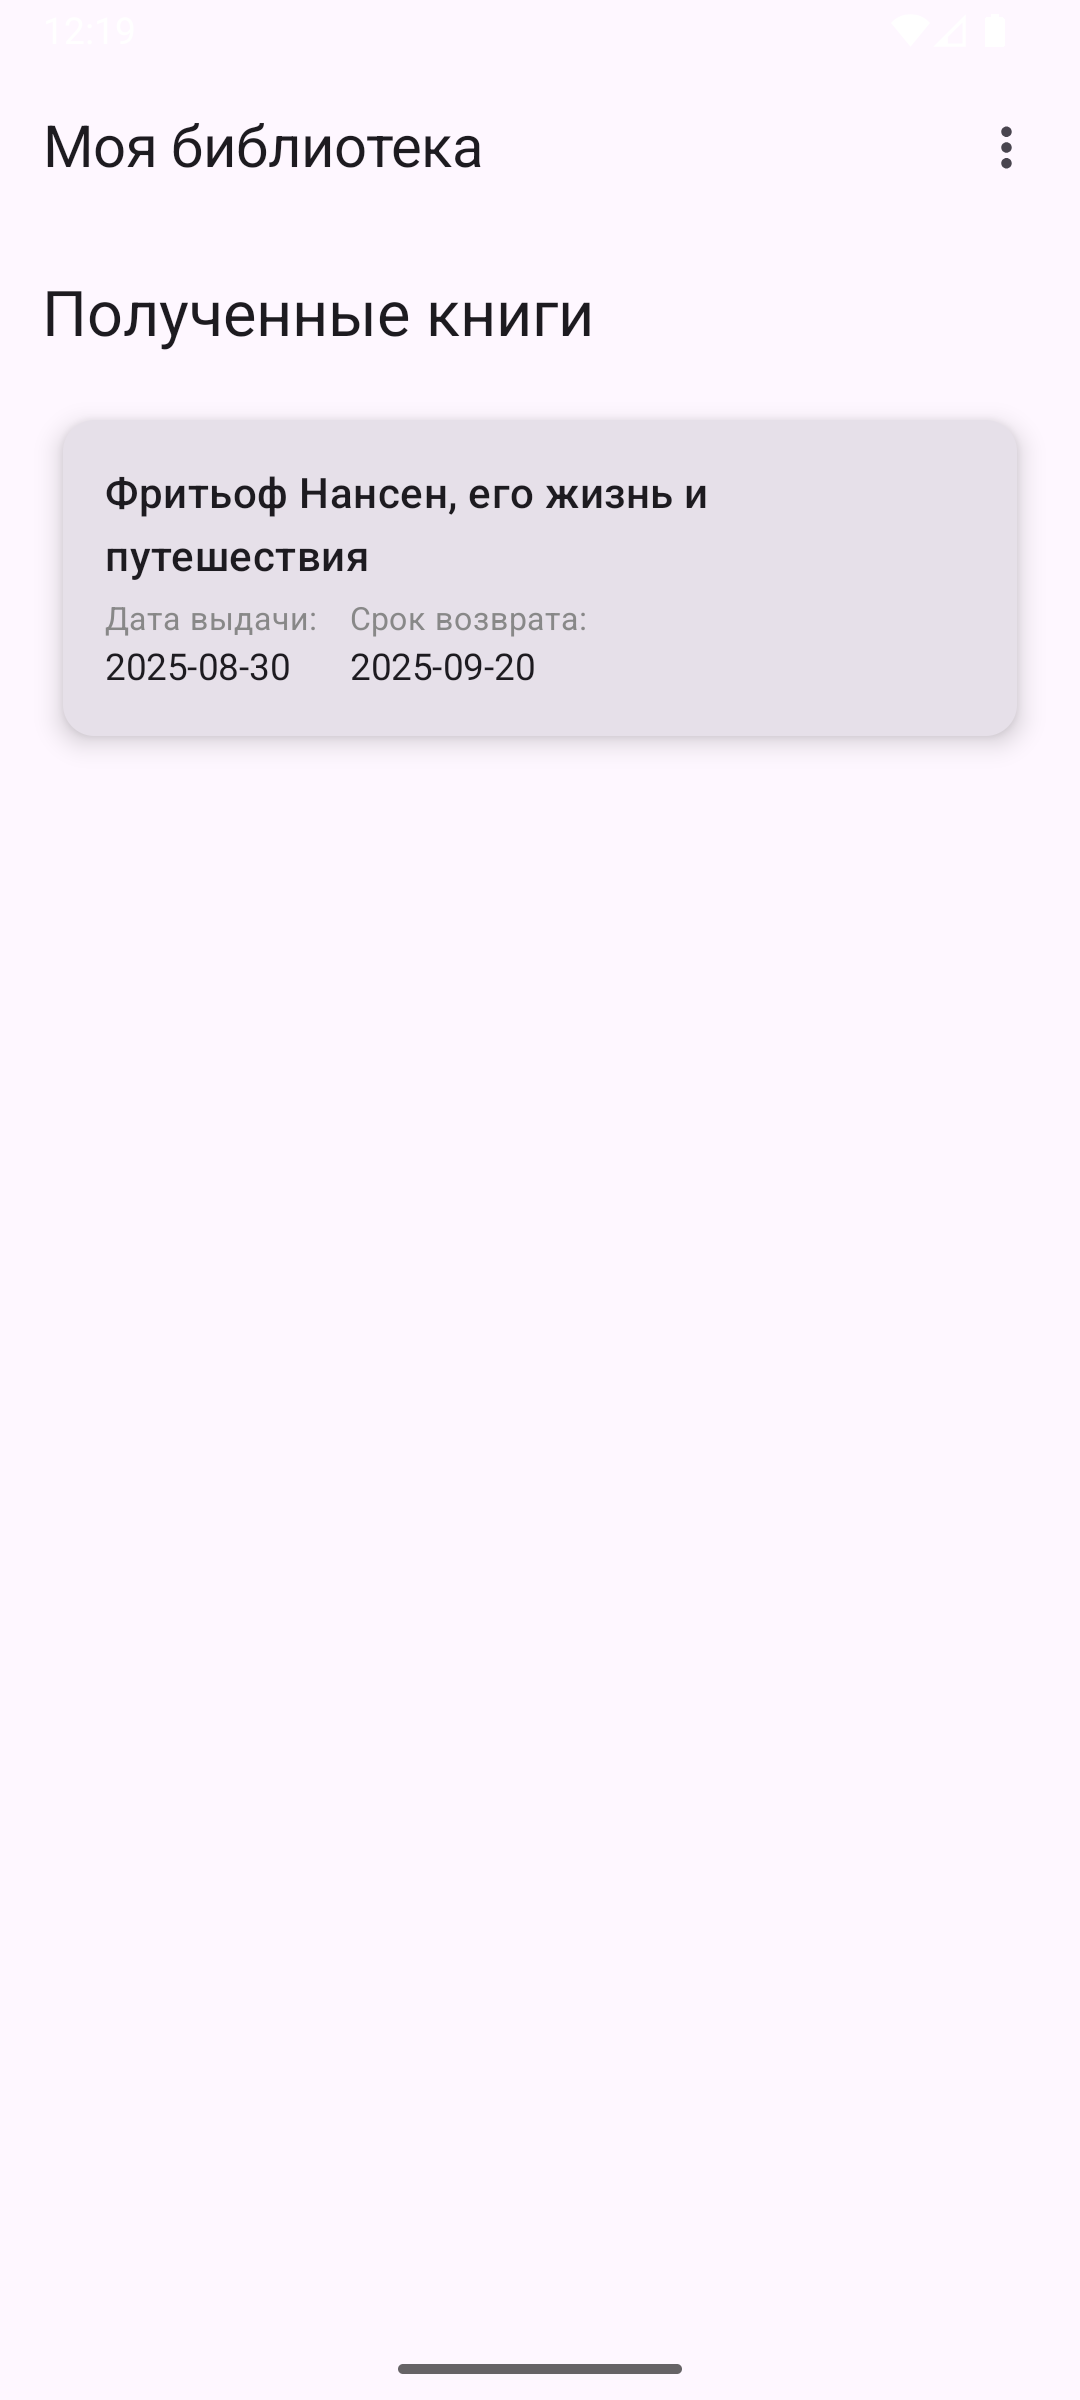 12:19
Моя библиотека
Полученные книги
Фритьоф Нансен, его жизнь и
путешествия
Дата выдачи: Срок возврата:
2025-08-30 2025-09-20